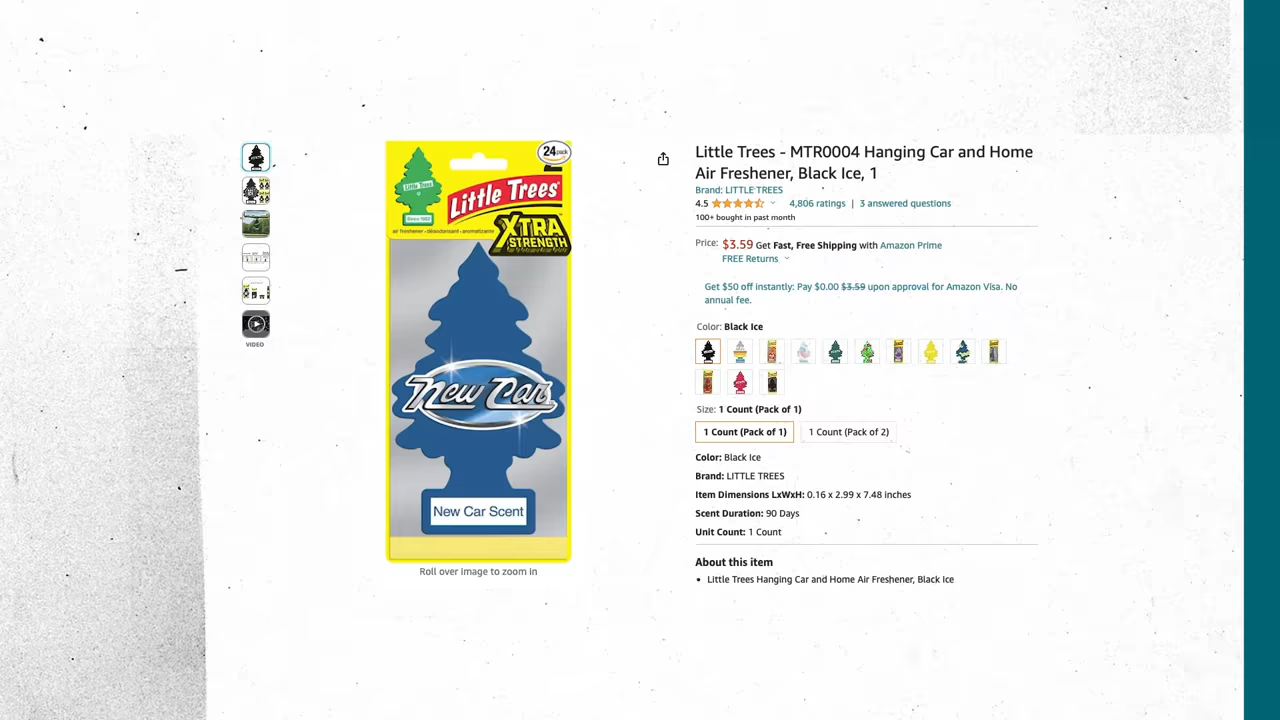 24 pack
Little Trees
Since 1952
Little Trees
air freshener • désodorisant • aromatizante
XTRA
STRENGTH
New Car
New Car Scent
Roll over image to zoom in
VIDEO
Little Trees - MTR0004 Hanging Car and Home
Air Freshener, Black Ice, 1
Brand: LITTLE TREES
4.5 4,806 ratings | 3 answered questions
100+ bought in past month
Price: $3.59 Get Fast, Free Shipping with Amazon Prime
FREE Returns
Get $50 off instantly: Pay $0.00 $3.59 upon approval for Amazon Visa. No
annual fee.
Color: Black Ice
Size: 1 Count (Pack of 1)
1 Count (Pack of 1) 1 Count (Pack of 2)
Color: Black Ice
Brand: LITTLE TREES
Item Dimensions LxWxH: 0.16 x 2.99 x 7.48 inches
Scent Duration: 90 Days
Unit Count: 1 Count
About this item
• Little Trees Hanging Car and Home Air Freshener, Black Ice